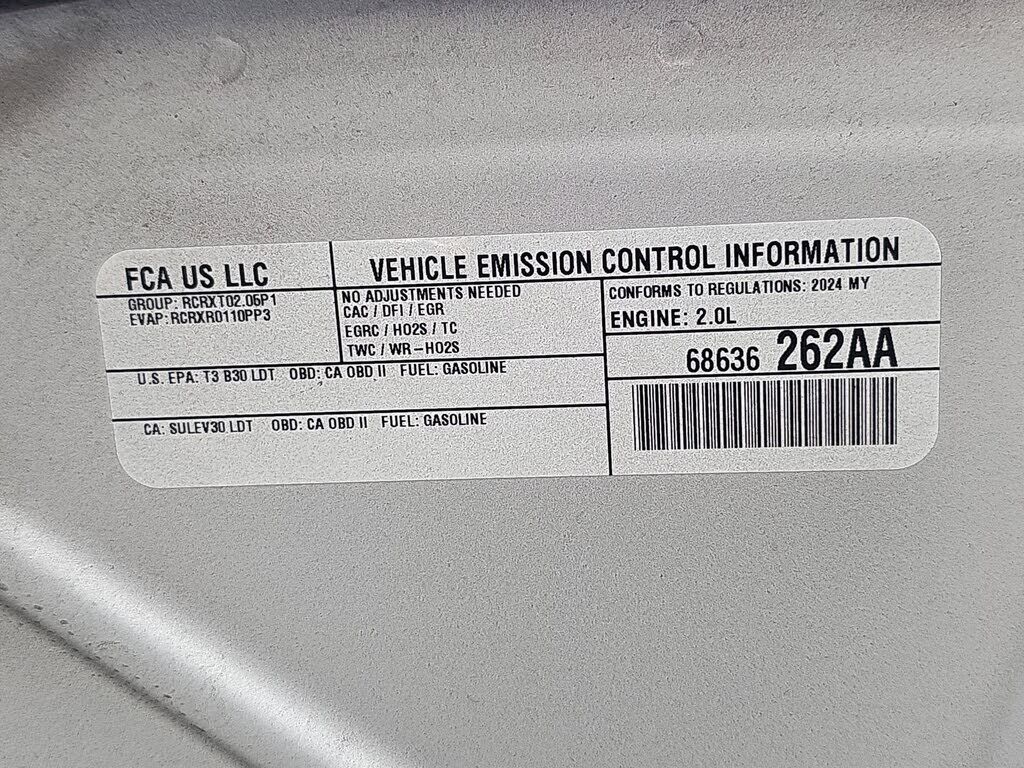 FCA US LLC
GROUP: RCRXT02.05P1
EVAP: RCRXR0110PP3
VEHICLE EMISSION CONTROL INFORMATION
NO ADJUSTMENTS NEEDED
CAC / DFI / EGR
EGRC / HO2S / TC
TWC / WR-HO2S
CONFORMS TO REGULATIONS: 2024 MY
ENGINE: 2.0L
68636 262AA
U.S. EPA: T3 B30 LDT OBD: CA OBD II FUEL: GASOLINE
CA: SULEV30 LDT OBD: CA OBD II FUEL: GASOLINE